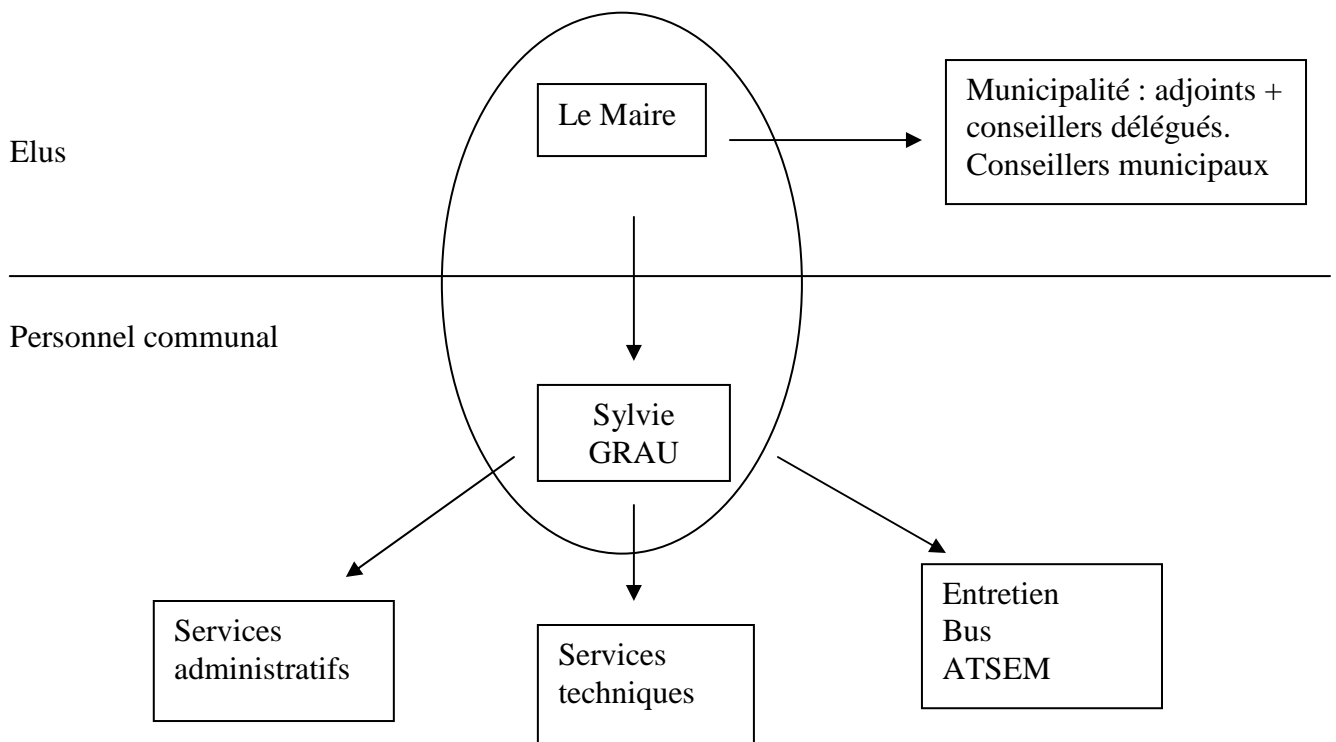 Le Maire
Municipalité : adjoints +
conseillers délégués.
Conseillers municipaux
Elus
Personnel communal
Sylvie
GRAU
Services
administratifs
Services
techniques
Entretien
Bus
ATSEM